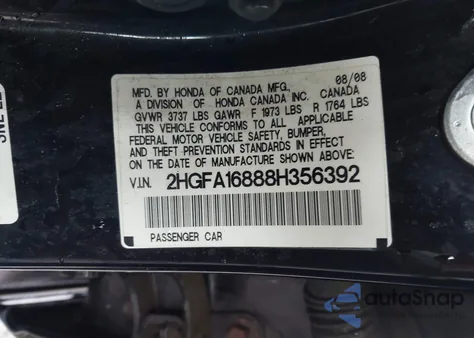 MFD. BY HONDA OF CANADA MFG., 08/08
A DIVISION OF HONDA CANADA INC. CANADA
GVWR 3737 LBS GAWR F 1973 LBS R 1764 LBS
THIS VEHICLE CONFORMS TO ALL APPLICABLE
FEDERAL MOTOR VEHICLE SAFETY, BUMPER,
AND THEFT PREVENTION STANDARDS IN EFFECT
ON THE DATE OF MANUFACTURE SHOWN ABOVE.
V.I.N. 2HGFA16888H356392
PASSENGER CAR
autoSnap